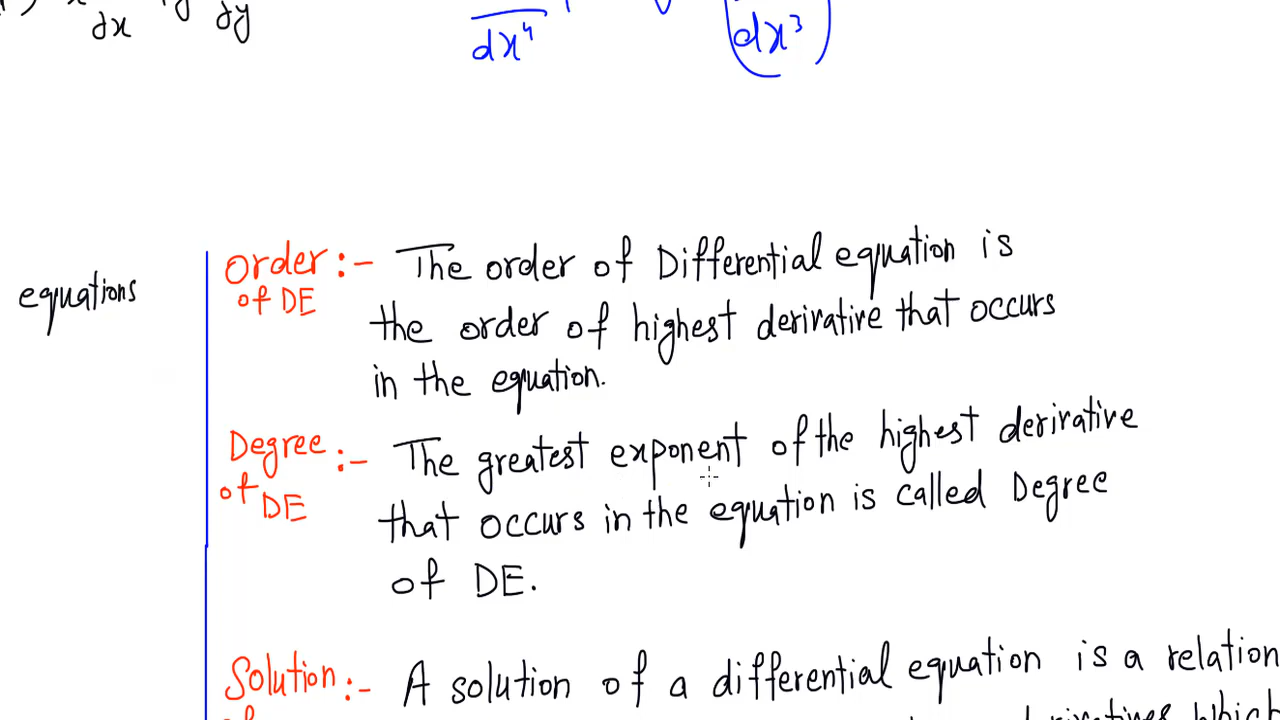 ∂x ∂y
dx⁴ dx³
equations
Order :- The order of Differential equation is
of DE
the order of highest derivative that occurs
in the equation.
Degree :- The greatest exponent of the highest derivative
of DE
that occurs in the equation is called Degree
of DE.
Solution :- A solution of a differential equation is a relation